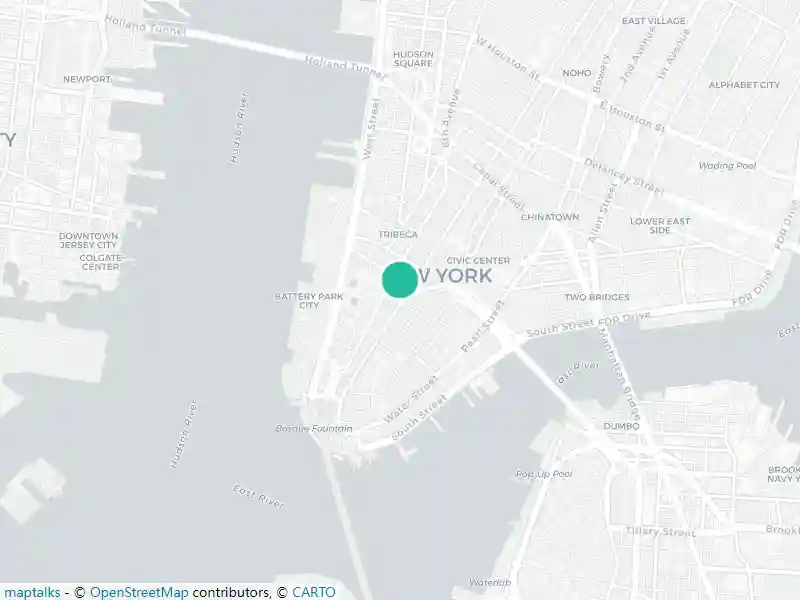 EAST VILLAGE
Holland Tunnel
HUDSON
SQUARE
W Houston St
Bowery
2nd Avenue
1st Avenue
Holland Tunnel
NOHO
NEWPORT
ALPHABET CITY
Hudson River
West Street
6th Avenue
E Houston St
TY
Canal Street
Delancey Street
Wading Pool
Allen Street
CHINATOWN
LOWER EAST
SIDE
FDR Drive
DOWNTOWN
JERSEY CITY
COLGATE
CENTER
TRIBECA
CIVIC CENTER
W YORK
BATTERY PARK
CITY
TWO BRIDGES
FDR Drive
Pearl Street
South Street
FDR Drive
East
Manhattan Bridge
East River
Water Street
South Street
Hudson River
Bosque Fountain
DUMBO
Pop-Up Pool
BROOK
NAVY Y
East River
Tillary Street
Brookl
Waterlab
maptalks - © OpenStreetMap contributors, © CARTO